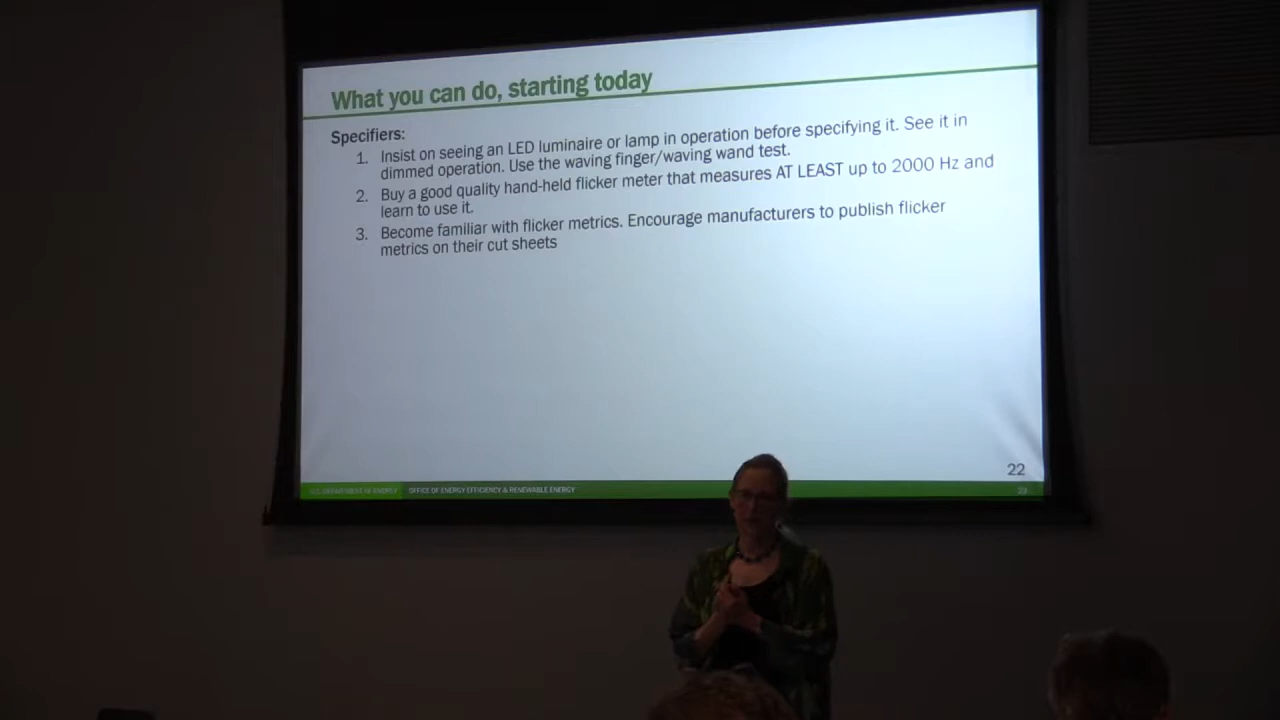 What you can do, starting today
Specifiers:
1. Insist on seeing an LED luminaire or lamp in operation before specifying it. See it in
dimmed operation. Use the waving finger/waving wand test.
2. Buy a good quality hand-held flicker meter that measures AT LEAST up to 2000 Hz and
learn to use it.
3. Become familiar with flicker metrics. Encourage manufacturers to publish flicker
metrics on their cut sheets
22
U.S. DEPARTMENT OF ENERGY OFFICE OF ENERGY EFFICIENCY & RENEWABLE ENERGY